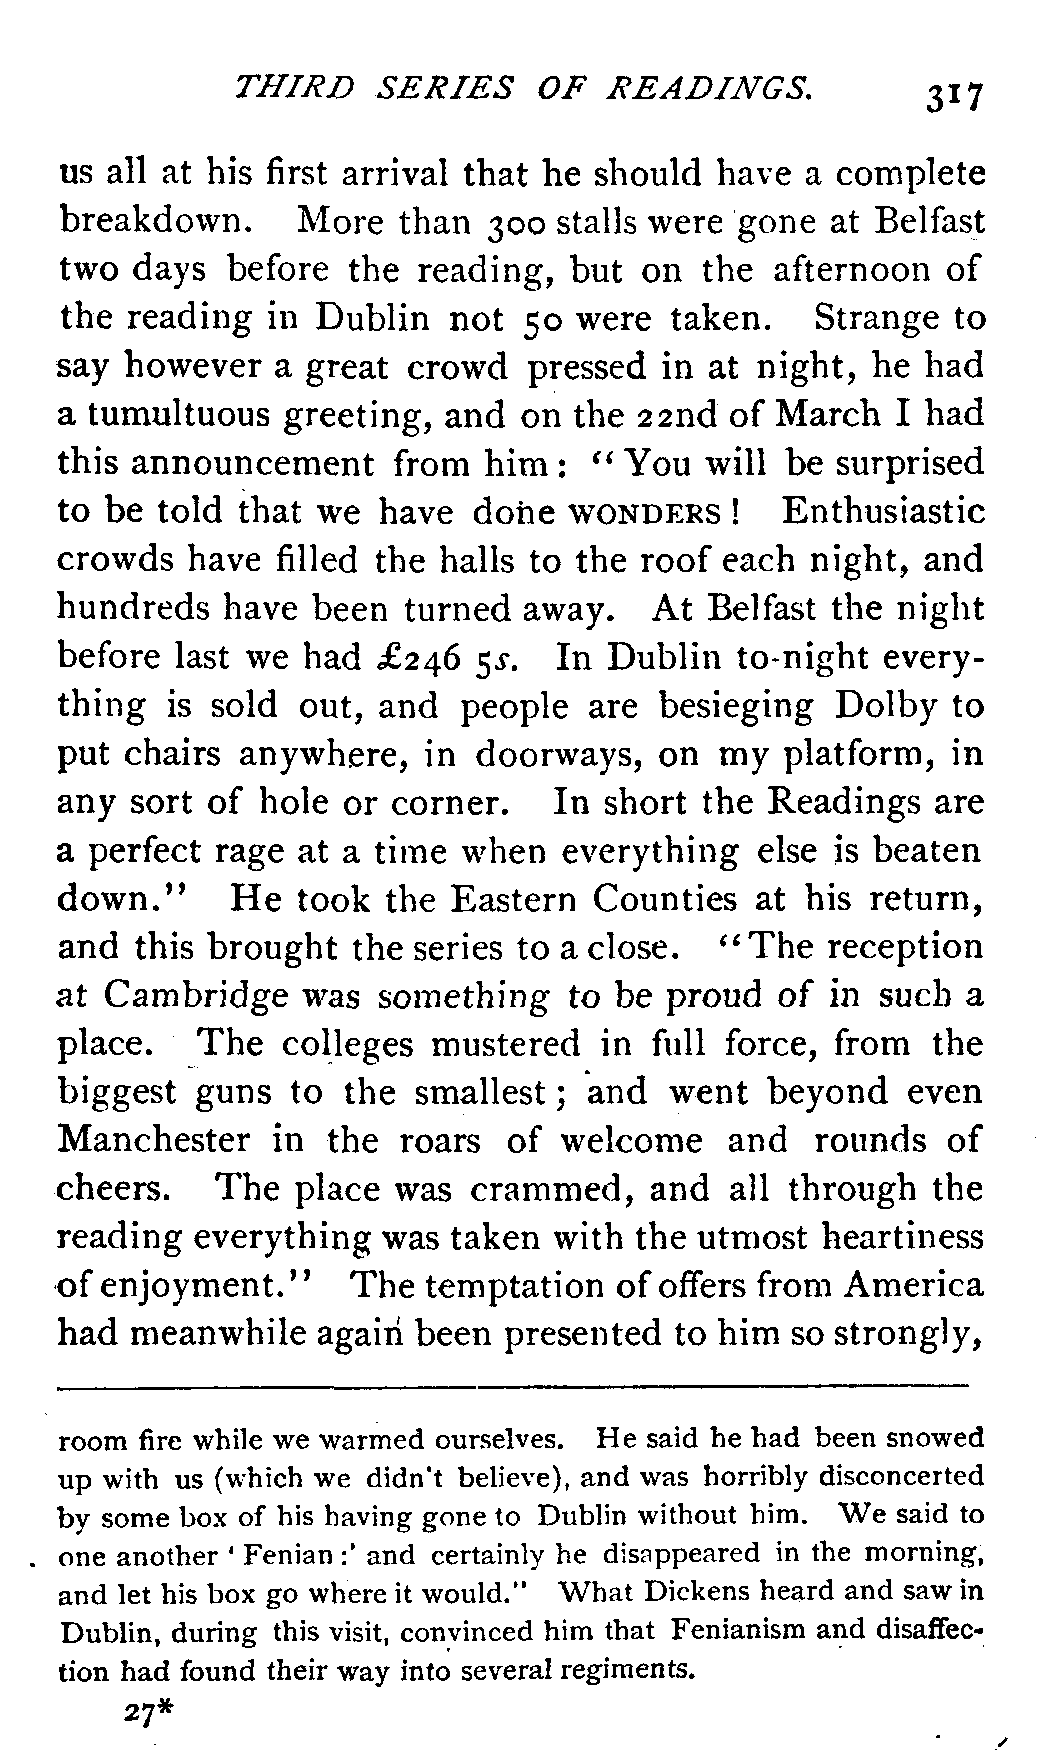 THIRD SERIES OF READINGS. 317
us all at his first arrival that he should have a complete
breakdown. More than 300 stalls were gone at Belfast
two days before the reading, but on the afternoon of
the reading in Dublin not 50 were taken. Strange to
say however a great crowd pressed in at night, he had
a tumultuous greeting, and on the 22nd of March I had
this announcement from him : “You will be surprised
to be told that we have done WONDERS ! Enthusiastic
crowds have filled the halls to the roof each night, and
hundreds have been turned away. At Belfast the night
before last we had £246 5s. In Dublin to-night every-
thing is sold out, and people are besieging Dolby to
put chairs anywhere, in doorways, on my platform, in
any sort of hole or corner. In short the Readings are
a perfect rage at a time when everything else is beaten
down.” He took the Eastern Counties at his return,
and this brought the series to a close. “The reception
at Cambridge was something to be proud of in such a
place. The colleges mustered in full force, from the
biggest guns to the smallest ; and went beyond even
Manchester in the roars of welcome and rounds of
cheers. The place was crammed, and all through the
reading everything was taken with the utmost heartiness
of enjoyment.” The temptation of offers from America
had meanwhile again been presented to him so strongly,
room fire while we warmed ourselves. He said he had been snowed
up with us (which we didn't believe), and was horribly disconcerted
by some box of his having gone to Dublin without him. We said to
one another ‘ Fenian :’ and certainly he disappeared in the morning,
and let his box go where it would.” What Dickens heard and saw in
Dublin, during this visit, convinced him that Fenianism and disaffec-
tion had found their way into several regiments.
27*